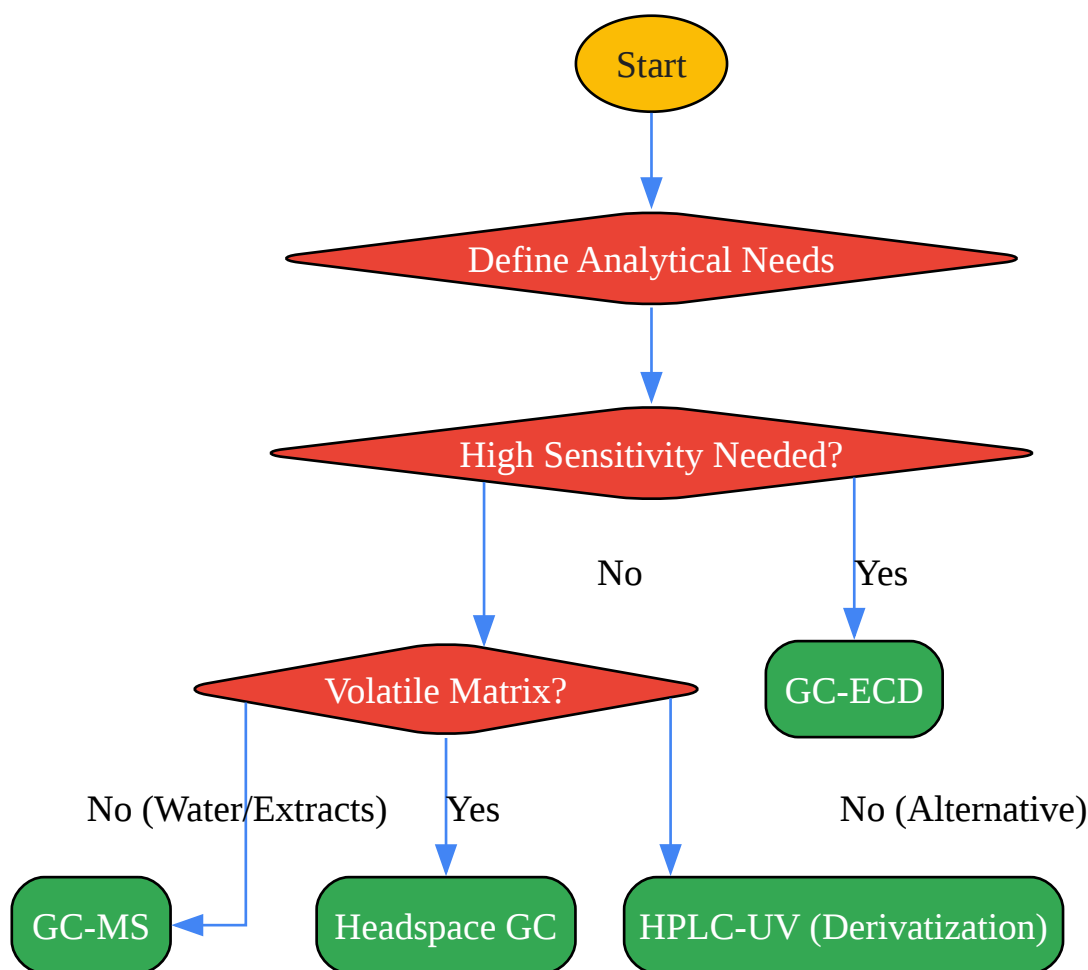 Start
Define Analytical Needs
High Sensitivity Needed?
No
Yes
Volatile Matrix?
GC-ECD
No (Water/Extracts)
Yes
No (Alternative)
GC-MS
Headspace GC
HPLC-UV (Derivatization)